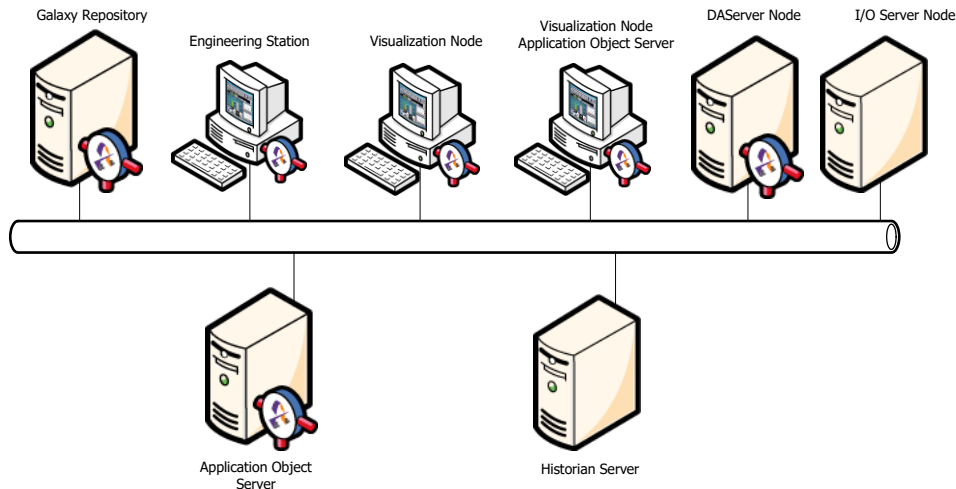 Galaxy Repository
Engineering Station
Visualization Node
Visualization Node
Application Object Server
DAServer Node
I/O Server Node
Application Object
Server
Historian Server